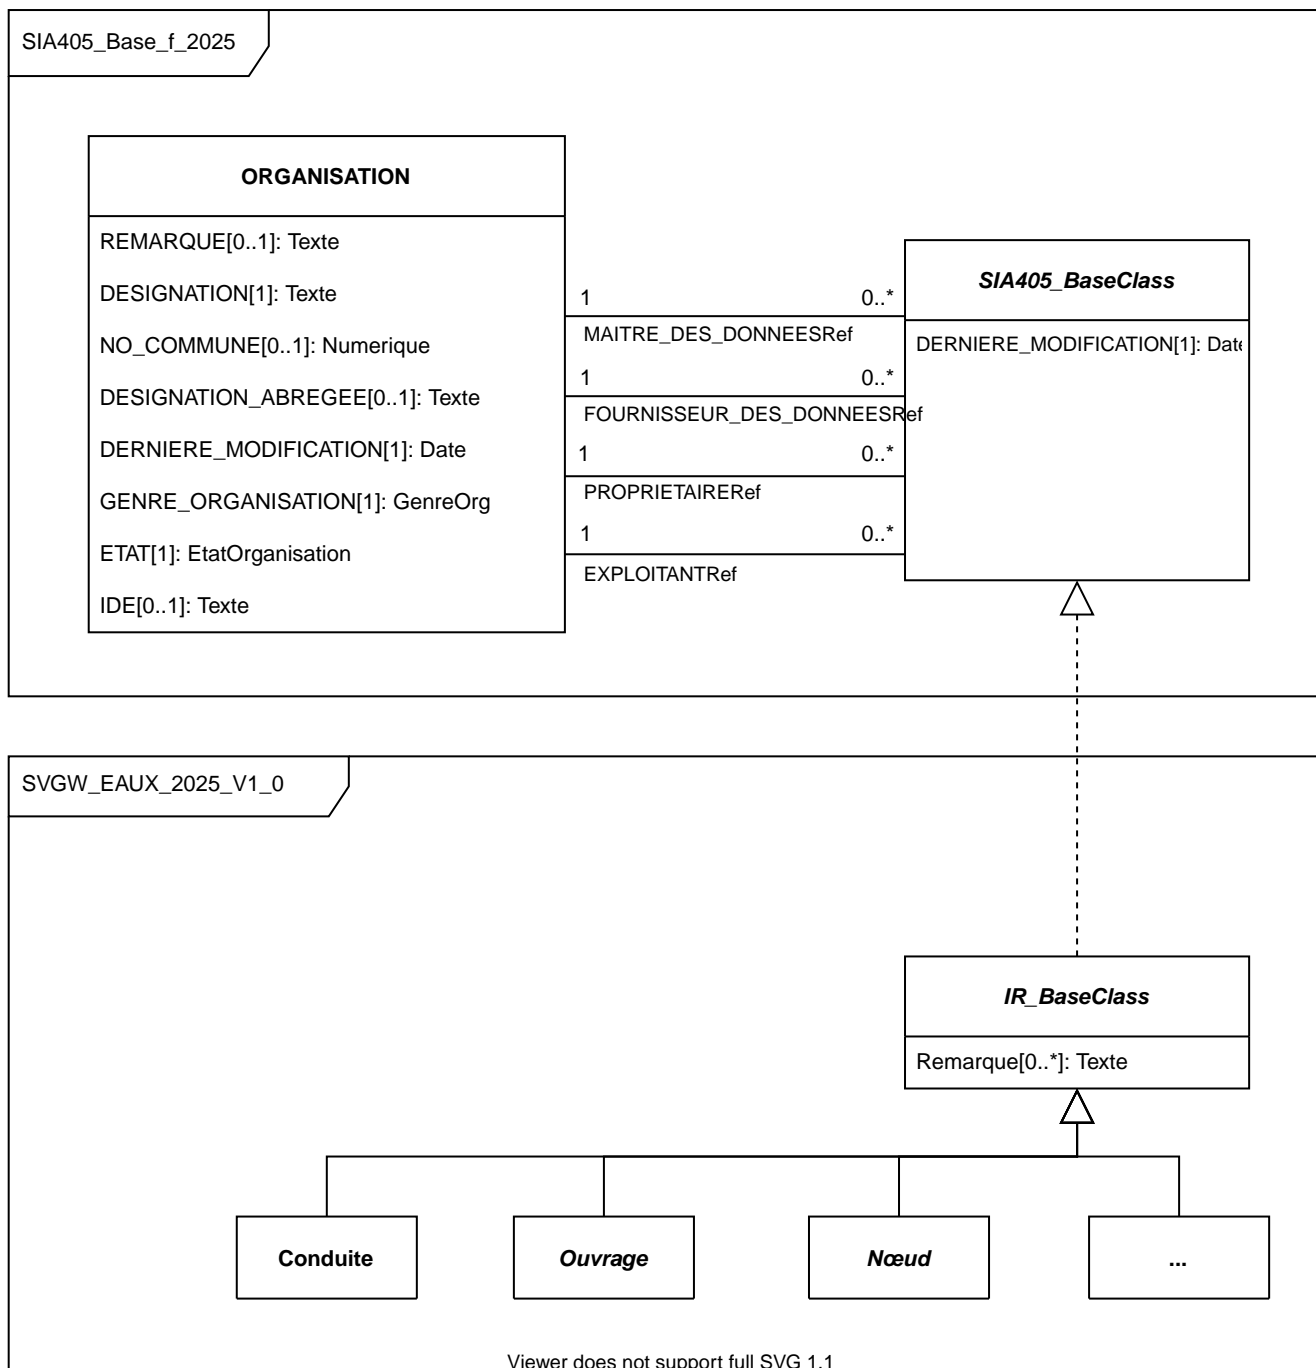 SIA405_Base_f_2025
ORGANISATION
REMARQUE[0..1]: Texte
DESIGNATION[1]: Texte
NO_COMMUNE[0..1]: Numerique
DESIGNATION_ABREGEE[0..1]: Texte
DERNIERE_MODIFICATION[1]: Date
GENRE_ORGANISATION[1]: GenreOrg
ETAT[1]: EtatOrganisation
IDE[0..1]: Texte
1 0..*
MAITRE_DES_DONNEESRef
1 0..*
FOURNISSEUR_DES_DONNEESRef
1 0..*
PROPRIETAIRERef
1 0..*
EXPLOITANTRef
SIA405_BaseClass
DERNIERE_MODIFICATION[1]: Date
SVGW_EAUX_2025_V1_0
IR_BaseClass
Remarque[0..*]: Texte
Conduite
Ouvrage
Nœud
...
Viewer does not support full SVG 1.1